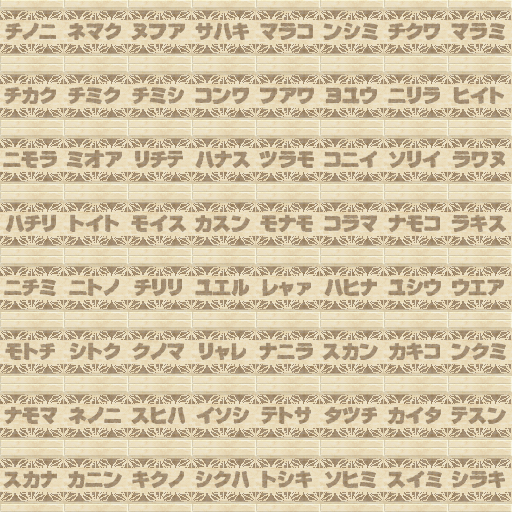 チノニ ネマク ヌフア サハキ マラコ ンシミ チクワ マラミ
チカク チミク チミシ コンワ フアワ ヨユウ ニリラ ヒイト
ニモラ ミオア リチテ ハナス ツラモ コニイ ソリイ ラワヌ
ハチリ トイト モイス カスン モナモ コラマ ナモコ ラキス
ニチミ ニトノ チリリ ユエル レャァ ハヒナ ユシウ ウエア
モトチ シトク クノマ リャレ ナニラ スカン カキコ ンクミ
ナモマ ネノニ スヒハ イソシ テトサ タツチ カイタ テスン
スカナ カニン キクノ シクハ トシキ ソヒミ スイミ シラキ